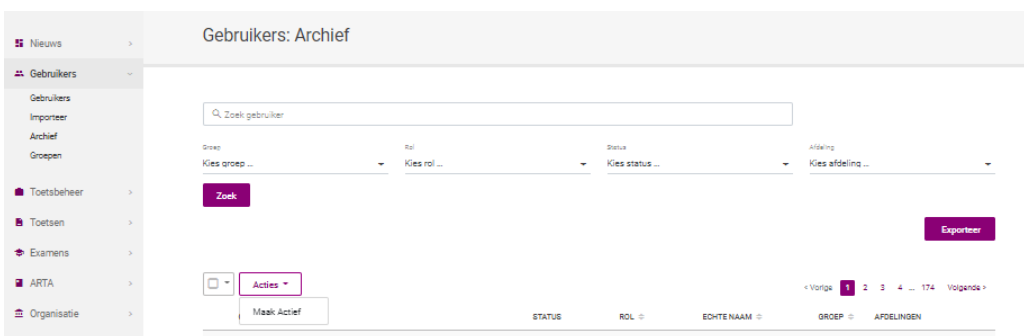 Gebruikers: Archief
Nieuws
Gebruikers
Gebruikers
Importeer
Archief
Groepen
Toetsbeheer
Toetsen
Examens
ARTA
Organisatie
Zoek gebruiker
Groep Rol Status Afdeling
Kies groep ... Kies rol ... Kies status ... Kies afdeling ...
Zoek
Exporteer
Acties
< Vorige 1 2 3 4 ... 174 Volgende >
Maak Actief
STATUS ROL ECHTE NAAM GROEP AFDELINGEN